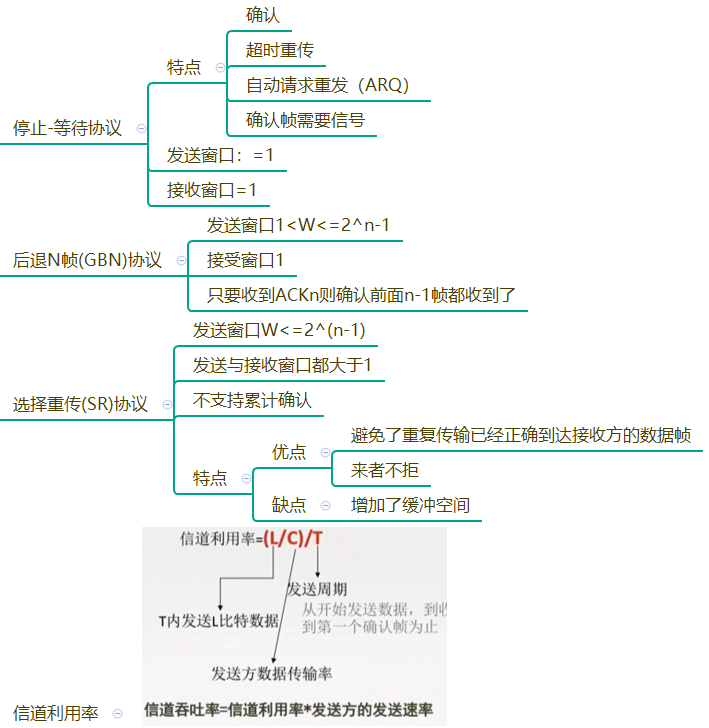 确认
超时重传
特点
自动请求重发（ARQ）
确认帧需要信号
停止-等待协议
发送窗口：=1
接收窗口=1
发送窗口1<W<=2^n-1
后退N帧(GBN)协议
接受窗口1
只要收到ACKn则确认前面n-1帧都收到了
发送窗口W<=2^(n-1)
发送与接收窗口都大于1
选择重传(SR)协议
不支持累计确认
避免了重复传输已经正确到达接收方的数据帧
优点
来者不拒
特点
缺点
增加了缓冲空间
信道利用率=(L/C)/T
发送周期
从开始发送数据，到收
到第一个确认帧为止
T内发送L比特数据
发送方数据传输率
信道吞吐率=信道利用率*发送方的发送速率
信道利用率